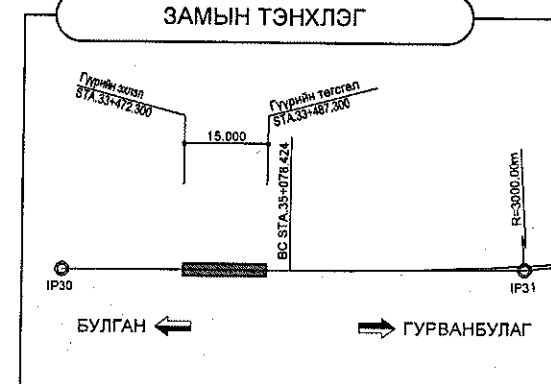 ЗАМЫН ТЭНХЛЭГ
Гүүрийн эхлэл
STA.33+472.300
Гүүрийн төгсгөл
STA.33+487.300
15.000
BC STA.35+078.424
R=3000.00m
IP30
IP31
БУЛГАН
ГУРВАНБУЛАГ